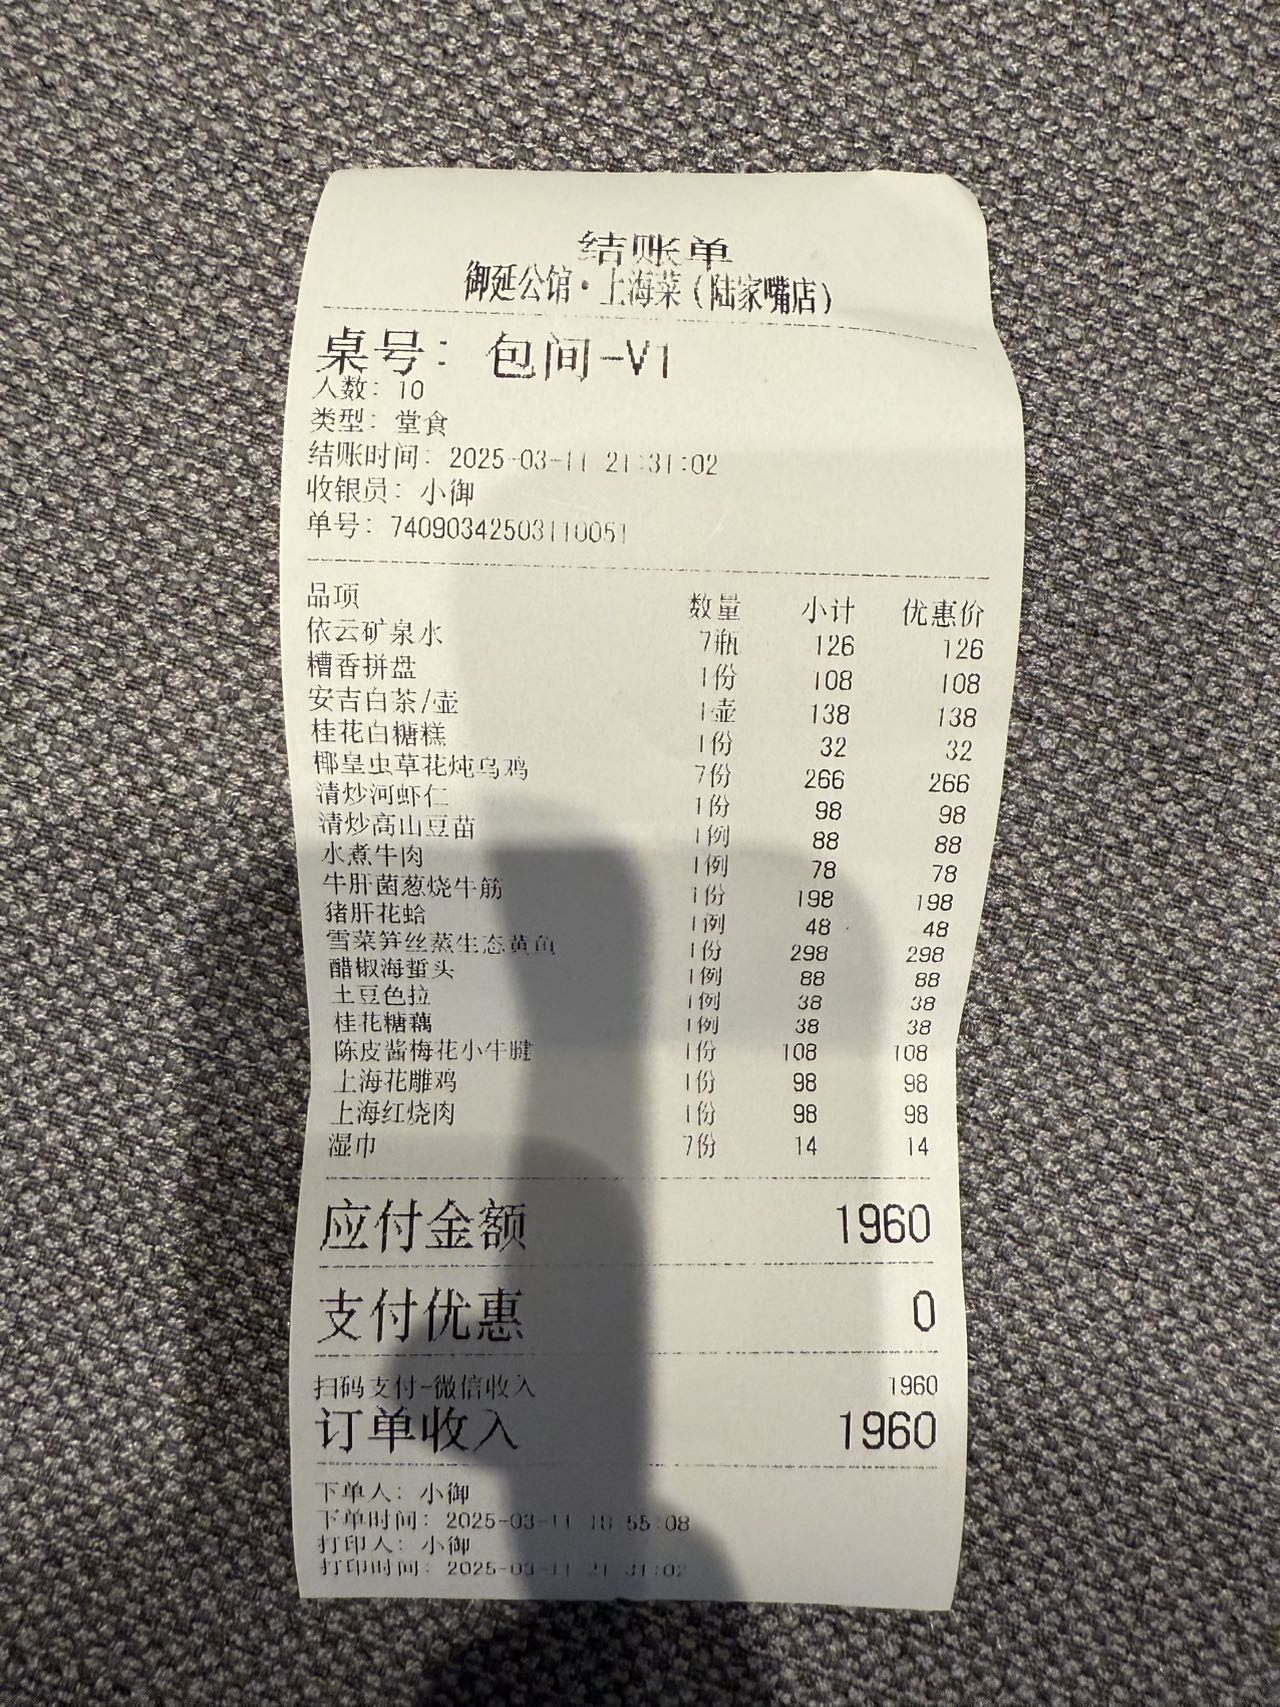 结账单
御延公馆·上海菜(陆家嘴店)
桌号: 包间-V1
人数: 10
类型: 堂食
结账时间: 2025-03-11 21:31:02
收银员: 小御
单号: 74090342503110051
品项 数量 小计 优惠价
依云矿泉水 7瓶 126 126
糟香拼盘 1份 108 108
安吉白茶/壶 1壶 138 138
桂花白糖糕 1份 32 32
椰皇虫草花炖乌鸡 7份 266 266
清炒河虾仁 1份 98 98
清炒高山豆苗 1例 88 88
水煮牛肉 1例 78 78
牛肝菌葱烧牛筋 1份 198 198
猪肝花蛤 1例 48 48
雪菜笋丝蒸生态黄鱼 1份 298 298
醋椒海蜇头 1例 88 88
土豆色拉 1例 38 38
桂花糖藕 1例 38 38
陈皮酱梅花小牛腱 1份 108 108
上海花雕鸡 1份 98 98
上海红烧肉 1份 98 98
湿巾 7份 14 14
应付金额 1960
支付优惠 0
扫码支付-微信收入 1960
订单收入 1960
下单人: 小御
下单时间: 2025-03-11 18:55:08
打印人: 小御
打印时间: 2025-03-11 21:31:02